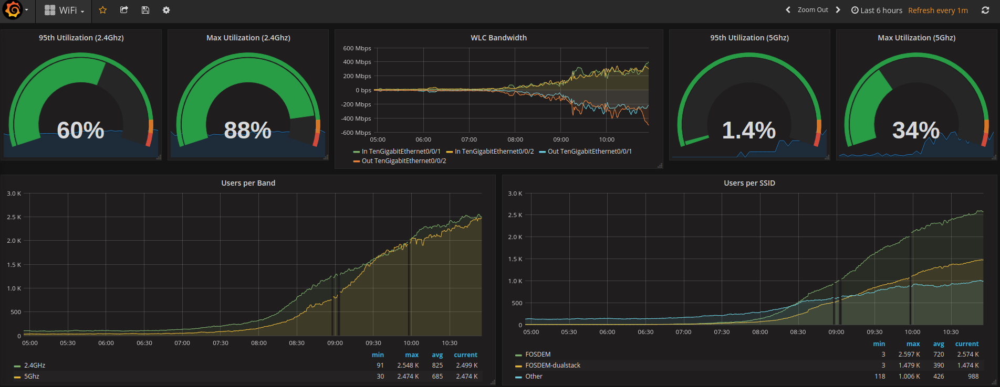 WiFi
Zoom Out
Last 6 hours Refresh every 1m
95th Utilization (2.4Ghz)
60%
Max Utilization (2.4Ghz)
88%
WLC Bandwidth
600 Mbps
400 Mbps
200 Mbps
0 bps
-200 Mbps
-400 Mbps
-600 Mbps
05:00 06:00 07:00 08:00 09:00 10:00
In TenGigabitEthernet0/0/1 In TenGigabitEthernet0/0/2 Out TenGigabitEthernet0/0/1
Out TenGigabitEthernet0/0/2
95th Utilization (5Ghz)
1.4%
Max Utilization (5Ghz)
34%
Users per Band
3.0 K
2.5 K
2.0 K
1.5 K
1.0 K
500
0
05:00 05:30 06:00 06:30 07:00 07:30 08:00 08:30 09:00 09:30 10:00 10:30
min max avg current
2.4GHz 91 2.548 K 825 2.499 K
5Ghz 30 2.474 K 685 2.474 K
Users per SSID
3.0 K
2.5 K
2.0 K
1.5 K
1.0 K
500
0
05:00 05:30 06:00 06:30 07:00 07:30 08:00 08:30 09:00 09:30 10:00 10:30
min max avg current
FOSDEM 3 2.597 K 720 2.574 K
FOSDEM-dualstack 3 1.479 K 390 1.474 K
Other 118 1.006 K 426 988